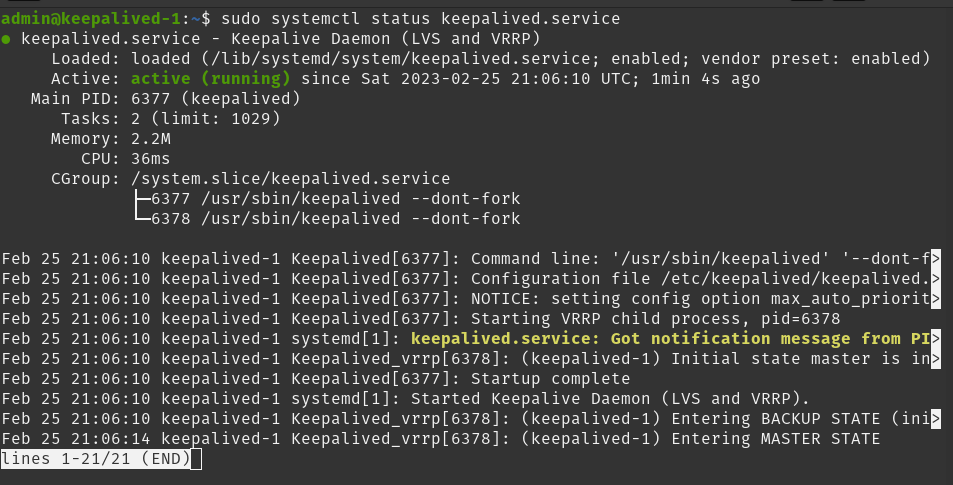 admin@keepalived-1:~$ sudo systemctl status keepalived.service
● keepalived.service - Keepalive Daemon (LVS and VRRP)
Loaded: loaded (/lib/systemd/system/keepalived.service; enabled; vendor preset: enabled)
Active: active (running) since Sat 2023-02-25 21:06:10 UTC; 1min 4s ago
Main PID: 6377 (keepalived)
Tasks: 2 (limit: 1029)
Memory: 2.2M
CPU: 36ms
CGroup: /system.slice/keepalived.service
├─6377 /usr/sbin/keepalived --dont-fork
└─6378 /usr/sbin/keepalived --dont-fork
Feb 25 21:06:10 keepalived-1 Keepalived[6377]: Command line: '/usr/sbin/keepalived' '--dont-f>
Feb 25 21:06:10 keepalived-1 Keepalived[6377]: Configuration file /etc/keepalived/keepalived.>
Feb 25 21:06:10 keepalived-1 Keepalived[6377]: NOTICE: setting config option max_auto_priorit>
Feb 25 21:06:10 keepalived-1 Keepalived[6377]: Starting VRRP child process, pid=6378
Feb 25 21:06:10 keepalived-1 systemd[1]: keepalived.service: Got notification message from PI>
Feb 25 21:06:10 keepalived-1 Keepalived_vrrp[6378]: (keepalived-1) Initial state master is in>
Feb 25 21:06:10 keepalived-1 Keepalived[6377]: Startup complete
Feb 25 21:06:10 keepalived-1 systemd[1]: Started Keepalive Daemon (LVS and VRRP).
Feb 25 21:06:10 keepalived-1 Keepalived_vrrp[6378]: (keepalived-1) Entering BACKUP STATE (ini>
Feb 25 21:06:14 keepalived-1 Keepalived_vrrp[6378]: (keepalived-1) Entering MASTER STATE
lines 1-21/21 (END)